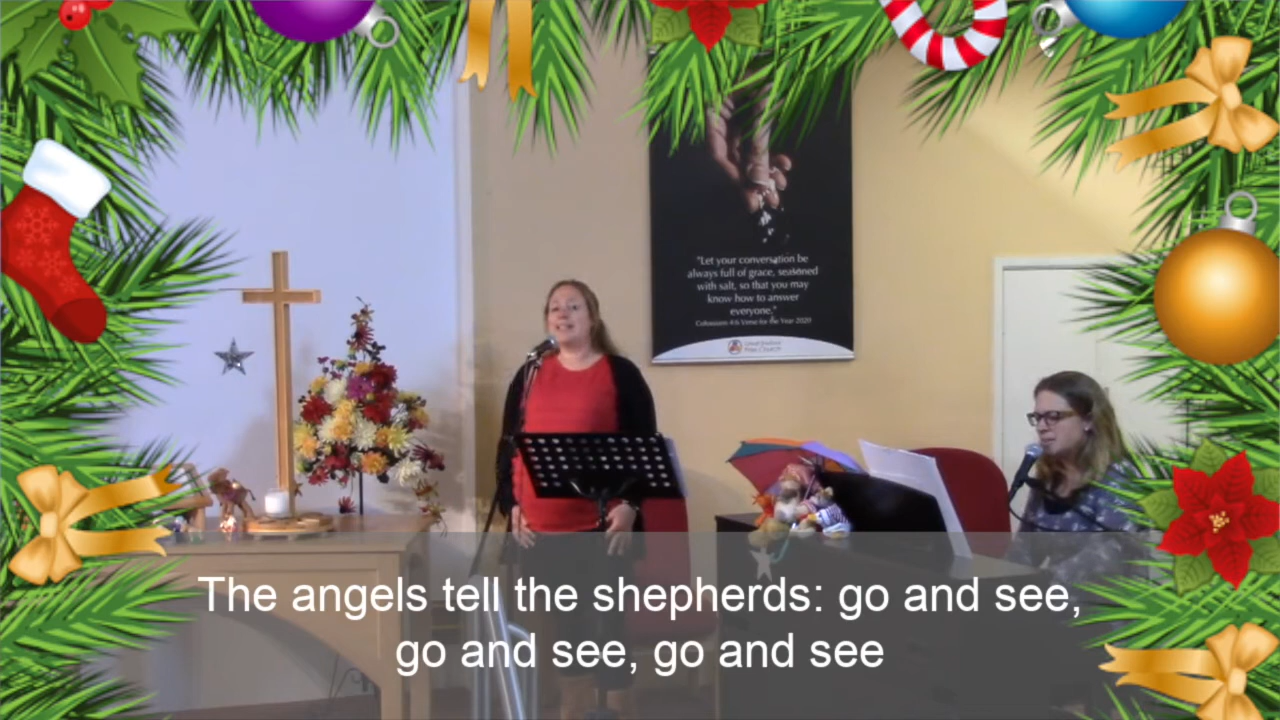 "Let your conversation be
always full of grace, seasoned
with salt, so that you may
know how to answer
everyone."
Colossians 4:6 Verse for the Year 2020
Free Church
The angels tell the shepherds: go and see,
go and see, go and see